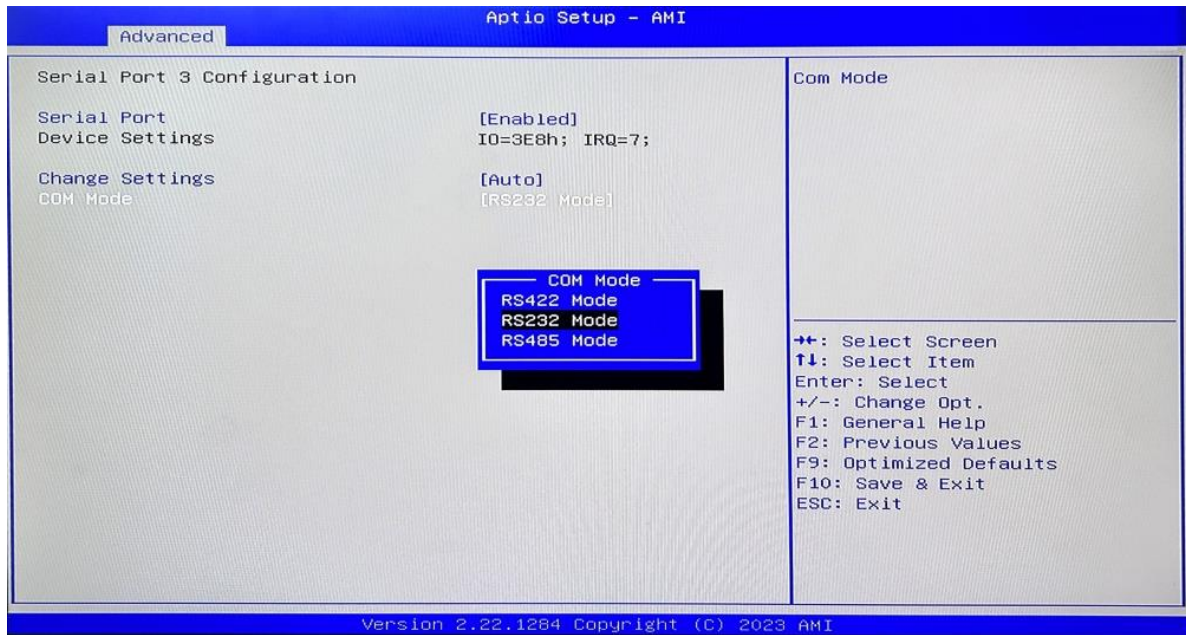 Aptio Setup – AMI
Advanced
Serial Port 3 Configuration
Serial Port [Enabled]
Device Settings IO=3E8h; IRQ=7;
Change Settings [Auto]
COM Mode [RS232 Mode]
COM Mode
RS422 Mode
RS232 Mode
RS485 Mode
Com Mode
→←: Select Screen
↑↓: Select Item
Enter: Select
+/-: Change Opt.
F1: General Help
F2: Previous Values
F9: Optimized Defaults
F10: Save & Exit
ESC: Exit
Version 2.22.1284 Copyright (C) 2023 AMI